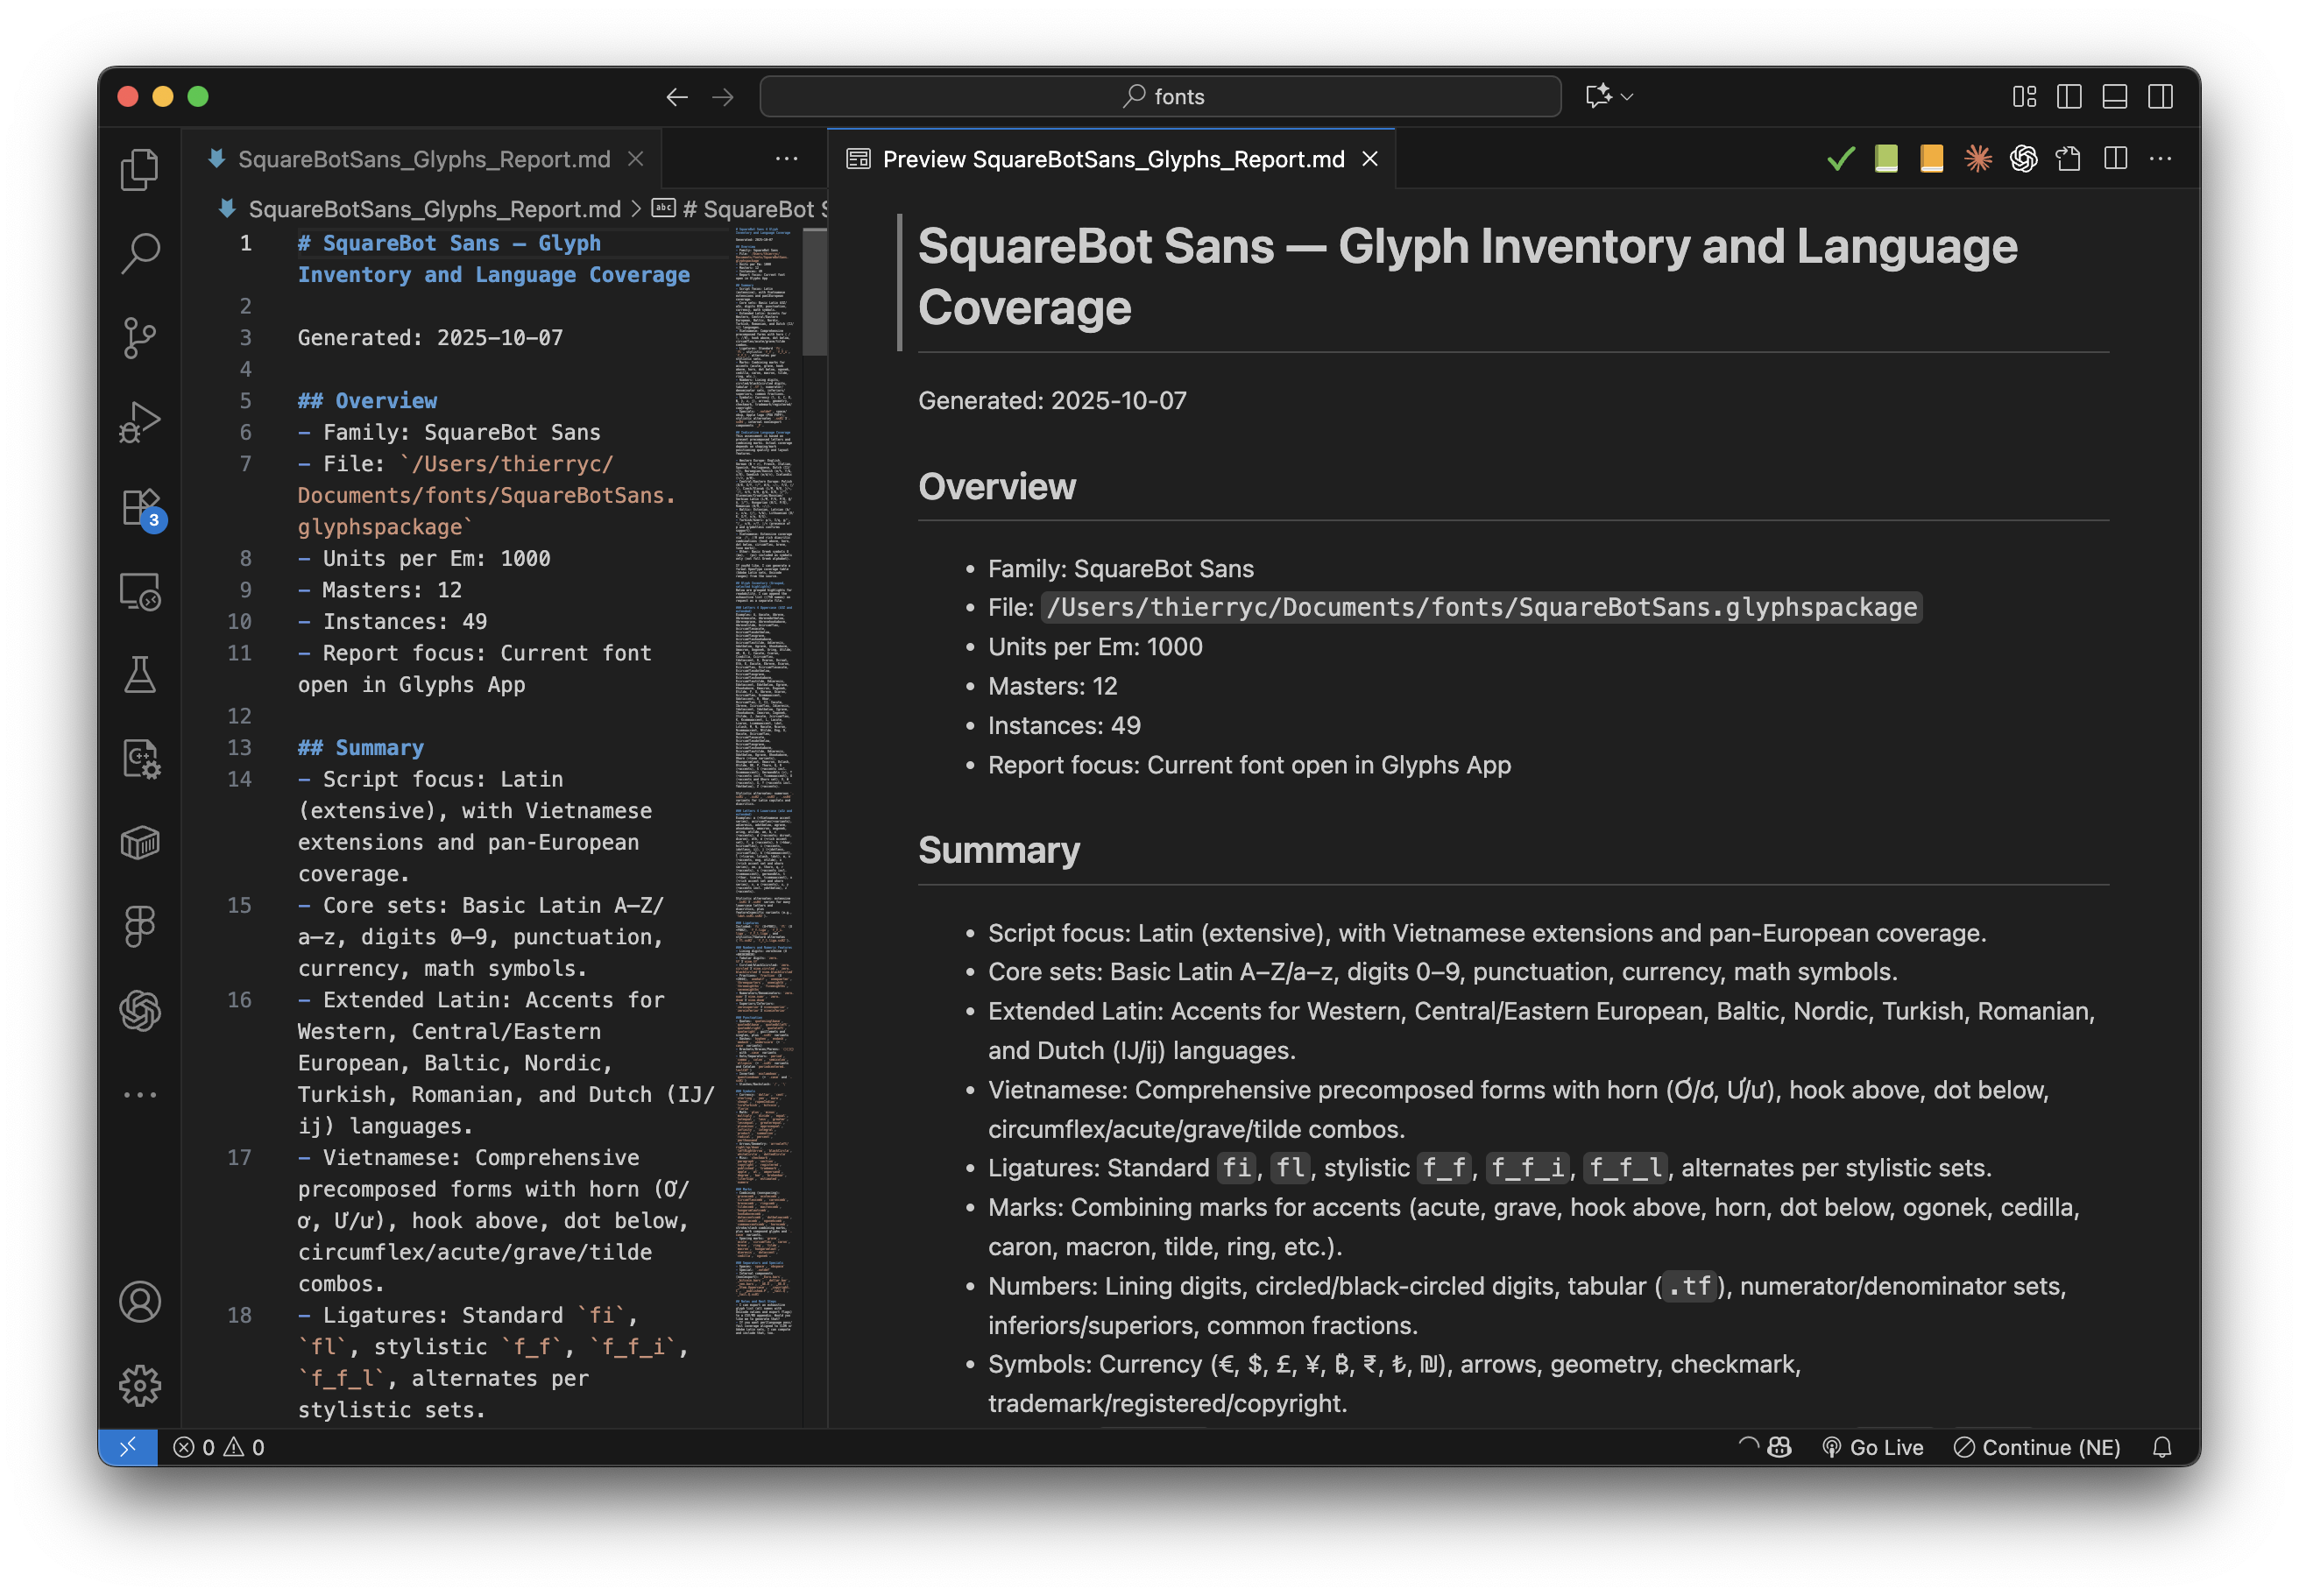 fonts
SquareBotSans_Glyphs_Report.md
Preview SquareBotSans_Glyphs_Report.md
SquareBotSans_Glyphs_Report.md > # SquareBot S
1 # SquareBot Sans — Glyph
Inventory and Language Coverage
2
3 Generated: 2025-10-07
4
5 ## Overview
6 - Family: SquareBot Sans
7 - File: `/Users/thierryc/
Documents/fonts/SquareBotSans.
glyphspackage`
8 - Units per Em: 1000
9 - Masters: 12
10 - Instances: 49
11 - Report focus: Current font
open in Glyphs App
12
13 ## Summary
14 - Script focus: Latin
(extensive), with Vietnamese
extensions and pan-European
coverage.
15 - Core sets: Basic Latin A–Z/
a–z, digits 0–9, punctuation,
currency, math symbols.
16 - Extended Latin: Accents for
Western, Central/Eastern
European, Baltic, Nordic,
Turkish, Romanian, and Dutch (IJ/
ij) languages.
17 - Vietnamese: Comprehensive
precomposed forms with horn (Ơ/
ơ, Ư/ư), hook above, dot below,
circumflex/acute/grave/tilde
combos.
18 - Ligatures: Standard `fi`,
`fl`, stylistic `f_f`, `f_f_i`,
`f_f_l`, alternates per
stylistic sets.
SquareBot Sans — Glyph Inventory and Language
Coverage
Generated: 2025-10-07
Overview
• Family: SquareBot Sans
• File: /Users/thierryc/Documents/fonts/SquareBotSans.glyphspackage
• Units per Em: 1000
• Masters: 12
• Instances: 49
• Report focus: Current font open in Glyphs App
Summary
• Script focus: Latin (extensive), with Vietnamese extensions and pan-European coverage.
• Core sets: Basic Latin A–Z/a–z, digits 0–9, punctuation, currency, math symbols.
• Extended Latin: Accents for Western, Central/Eastern European, Baltic, Nordic, Turkish, Romanian,
and Dutch (IJ/ij) languages.
• Vietnamese: Comprehensive precomposed forms with horn (Ơ/ơ, Ư/ư), hook above, dot below,
circumflex/acute/grave/tilde combos.
• Ligatures: Standard fi, fl, stylistic f_f, f_f_i, f_f_l, alternates per stylistic sets.
• Marks: Combining marks for accents (acute, grave, hook above, horn, dot below, ogonek, cedilla,
caron, macron, tilde, ring, etc.).
• Numbers: Lining digits, circled/black-circled digits, tabular (.tf), numerator/denominator sets,
inferiors/superiors, common fractions.
• Symbols: Currency (€, $, £, ¥, ₿, ₹, ₺, ₪), arrows, geometry, checkmark,
trademark/registered/copyright.
3
0 0
Go Live
Continue (NE)